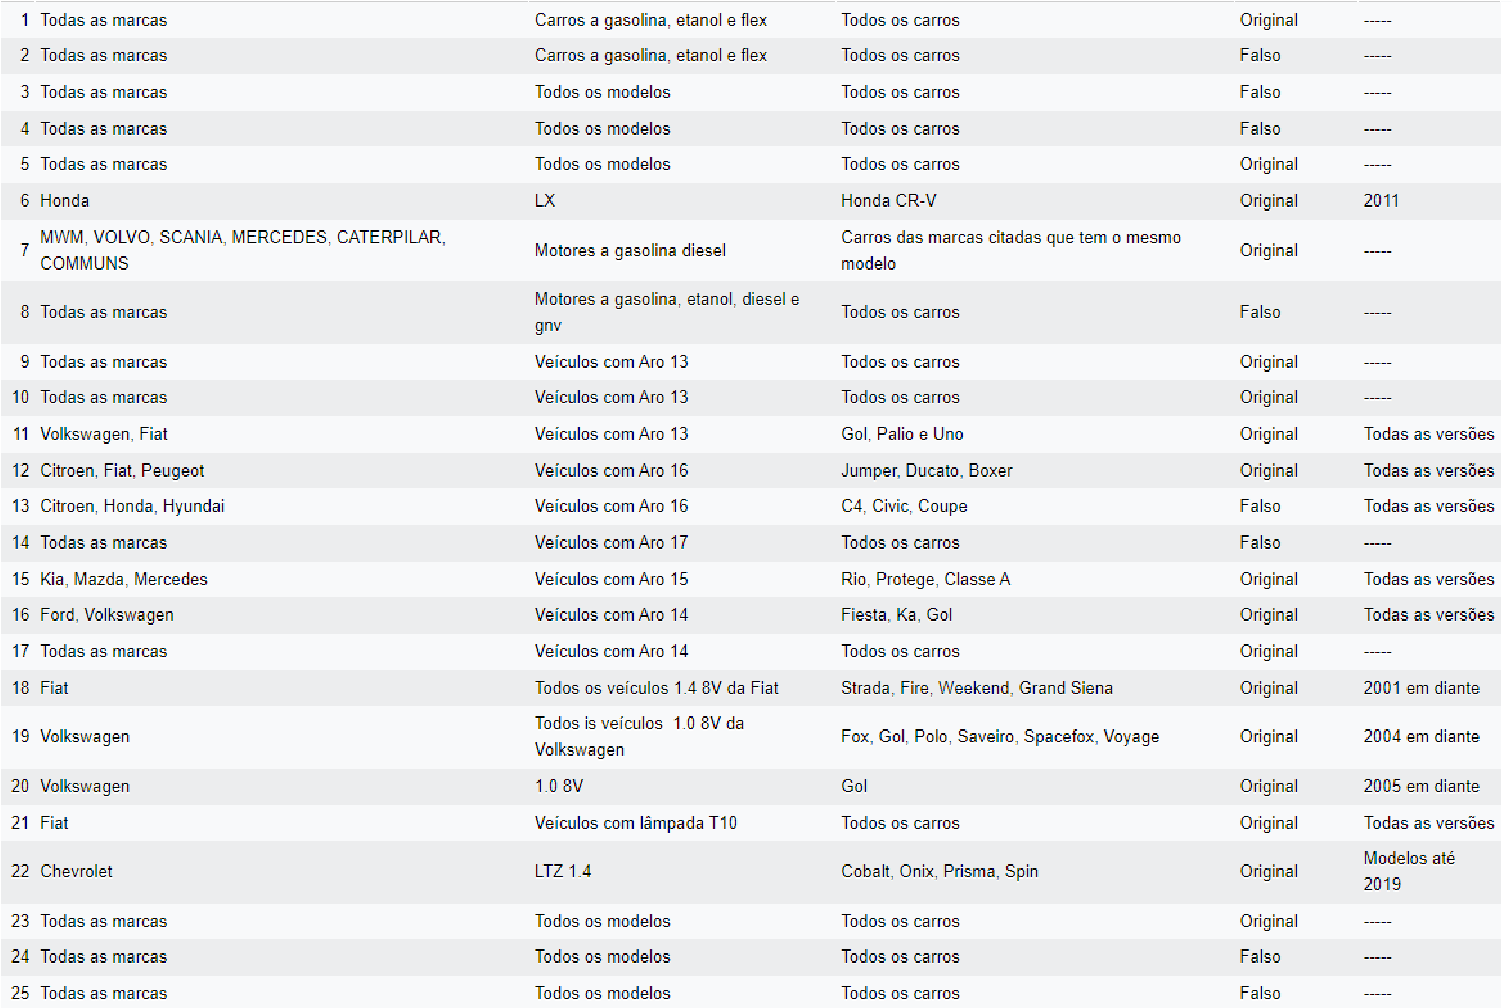 1 Todas as marcas Carros a gasolina, etanol e flex Todos os carros Original -----
2 Todas as marcas Carros a gasolina, etanol e flex Todos os carros Falso -----
3 Todas as marcas Todos os modelos Todos os carros Falso -----
4 Todas as marcas Todos os modelos Todos os carros Falso -----
5 Todas as marcas Todos os modelos Todos os carros Original -----
6 Honda LX Honda CR-V Original 2011
7 MWM, VOLVO, SCANIA, MERCEDES, CATERPILAR,
COMMUNS Motores a gasolina diesel Carros das marcas citadas que tem o mesmo
modelo Original -----
8 Todas as marcas Motores a gasolina, etanol, diesel e
gnv Todos os carros Falso -----
9 Todas as marcas Veículos com Aro 13 Todos os carros Original -----
10 Todas as marcas Veículos com Aro 13 Todos os carros Original -----
11 Volkswagen, Fiat Veículos com Aro 13 Gol, Palio e Uno Original Todas as versões
12 Citroen, Fiat, Peugeot Veículos com Aro 16 Jumper, Ducato, Boxer Original Todas as versões
13 Citroen, Honda, Hyundai Veículos com Aro 16 C4, Civic, Coupe Falso Todas as versões
14 Todas as marcas Veículos com Aro 17 Todos os carros Falso -----
15 Kia, Mazda, Mercedes Veículos com Aro 15 Rio, Protege, Classe A Original Todas as versões
16 Ford, Volkswagen Veículos com Aro 14 Fiesta, Ka, Gol Original Todas as versões
17 Todas as marcas Veículos com Aro 14 Todos os carros Original -----
18 Fiat Todos os veículos 1.4 8V da Fiat Strada, Fire, Weekend, Grand Siena Original 2001 em diante
19 Volkswagen Todos is veículos 1.0 8V da
Volkswagen Fox, Gol, Polo, Saveiro, Spacefox, Voyage Original 2004 em diante
20 Volkswagen 1.0 8V Gol Original 2005 em diante
21 Fiat Veículos com lâmpada T10 Todos os carros Original Todas as versões
22 Chevrolet LTZ 1.4 Cobalt, Onix, Prisma, Spin Original Modelos até
2019
23 Todas as marcas Todos os modelos Todos os carros Original -----
24 Todas as marcas Todos os modelos Todos os carros Falso -----
25 Todas as marcas Todos os modelos Todos os carros Falso -----